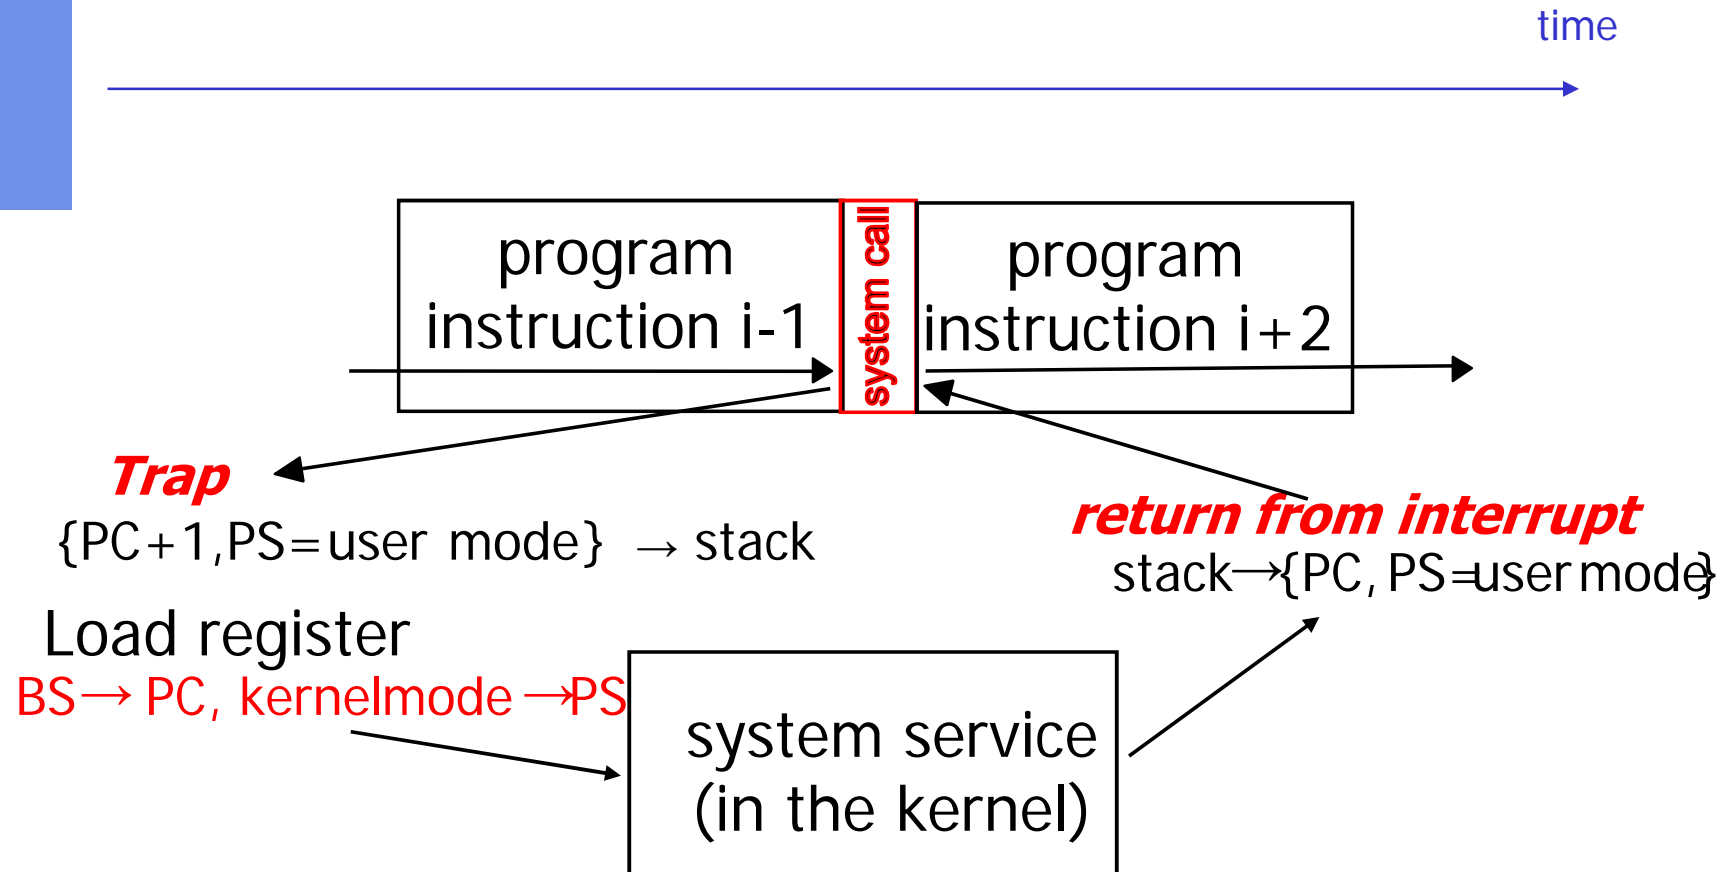 time
program
instruction i-1
system call
program
instruction i+2
Trap
{PC+1,PS=user mode} → stack
Load register
BS→ PC, kernelmode →PS
system service
(in the kernel)
return from interrupt
stack→{PC, PS=user mode}